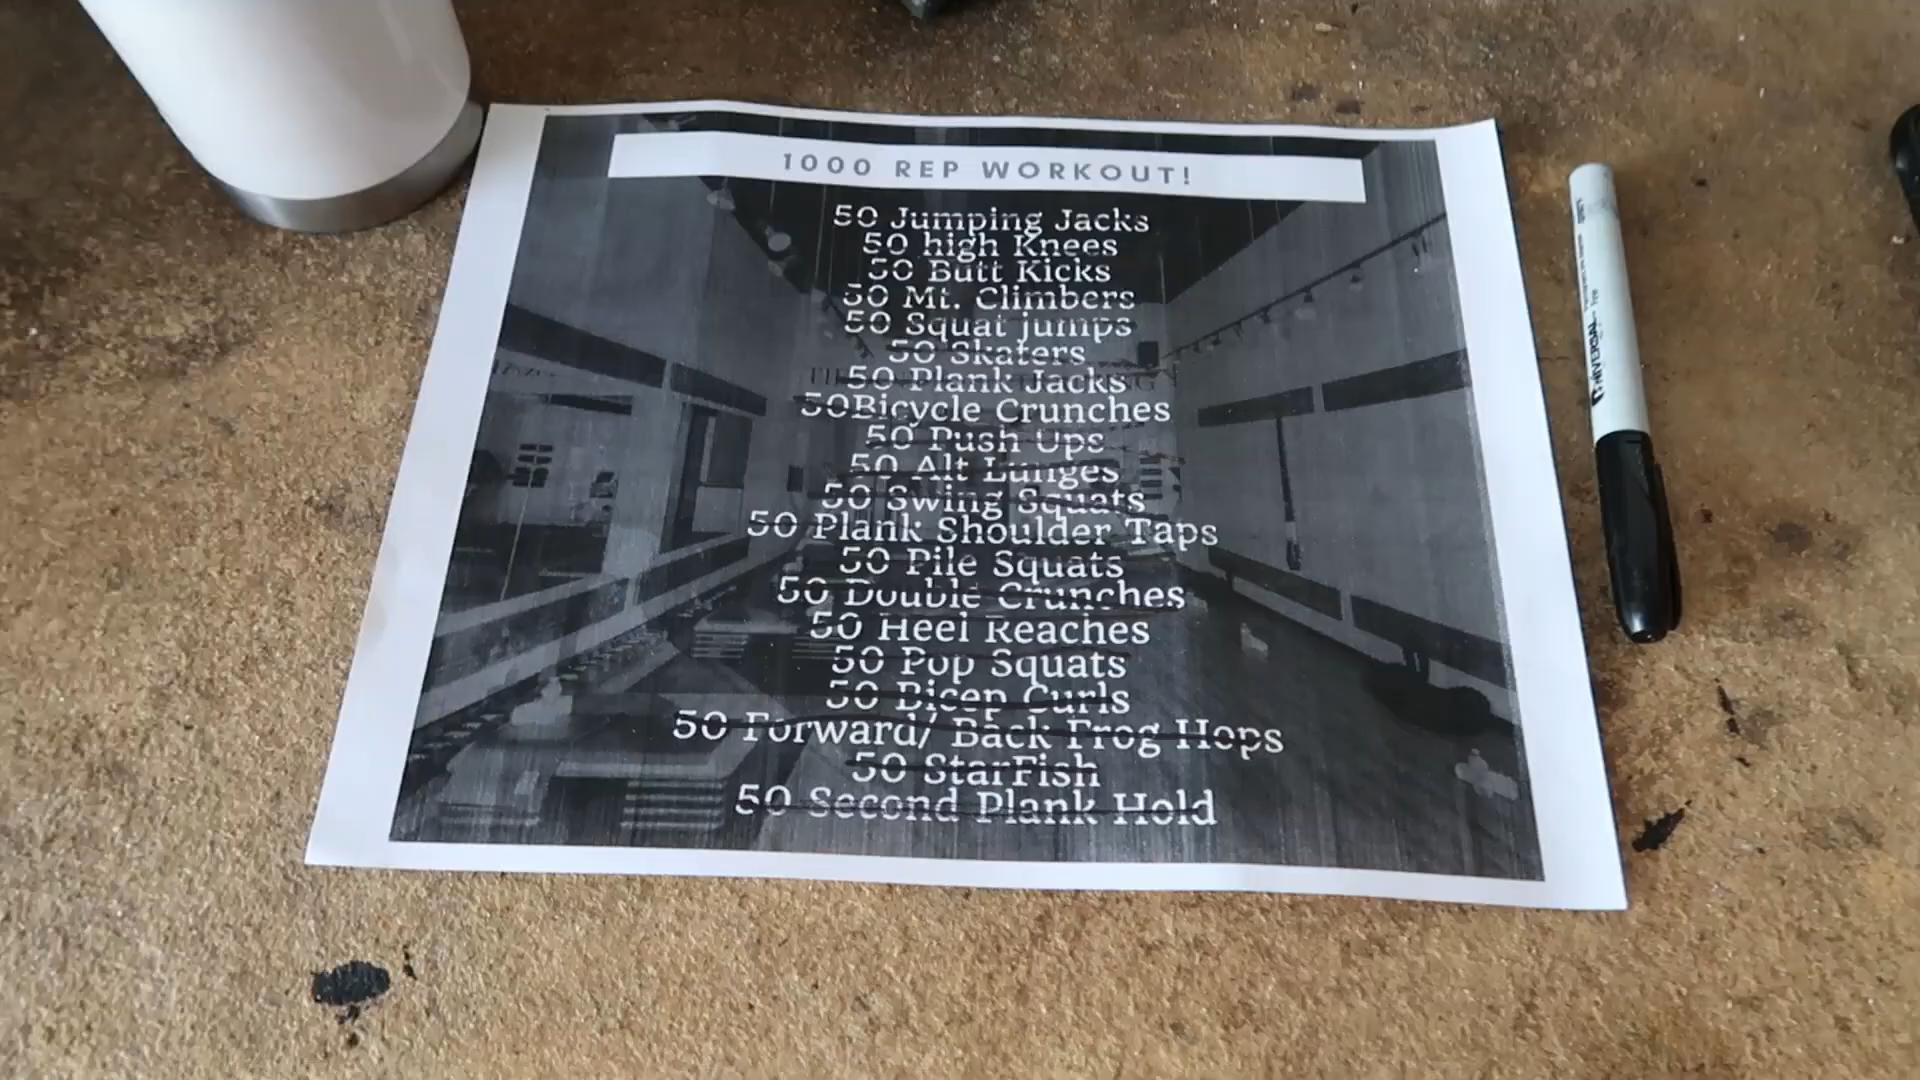 1000 REP WORKOUT!
50 Jumping Jacks
50 high Knees
50 Butt Kicks
50 Mt. Climbers
50 Squat jumps
50 Skaters
50 Plank Jacks
50Bicycle Crunches
50 Push Ups
50 Alt Lunges
50 Swing Squats
50 Plank Shoulder Taps
50 Pile Squats
50 Double Crunches
50 Heel Reaches
50 Pop Squats
50 Bicep Curls
50 Forward/ Back Frog Hops
50 StarFish
50 Second Plank Hold
UNIVERSAL